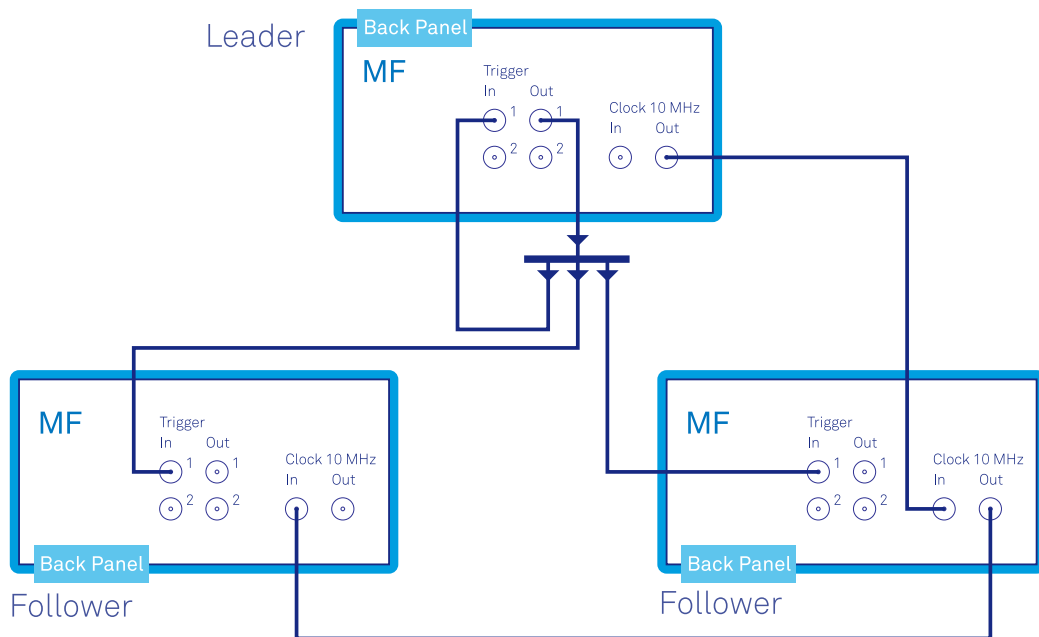 Leader
Back Panel
MF
Trigger
In Out
1 1
2 2
Clock 10 MHz
In Out
MF
Trigger
In Out
1 1
2 2
Clock 10 MHz
In Out
Back Panel
Follower
MF
Trigger
In Out
1 1
2 2
Clock 10 MHz
In Out
Back Panel
Follower